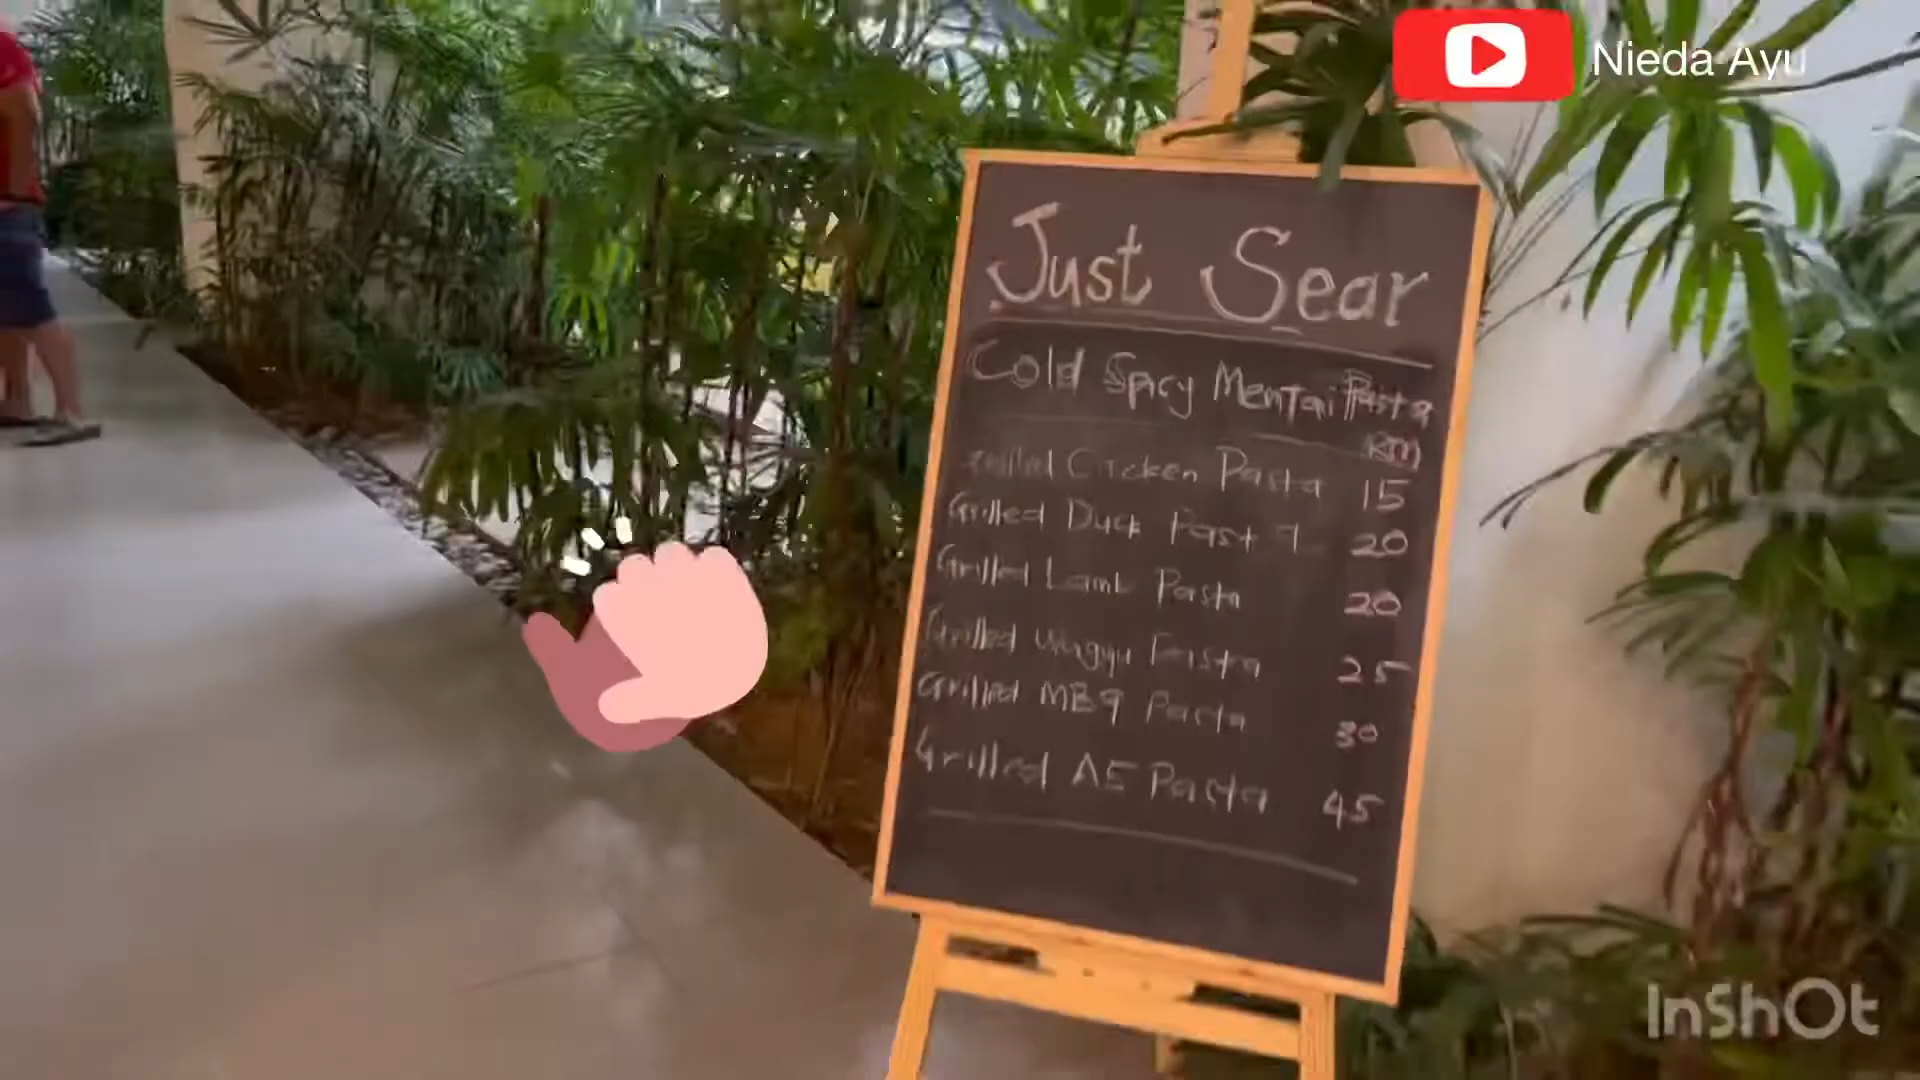 Nieda Ayu
Just Sear
Cold Spicy Mentai Pasta
RM
Grilled Chicken Pasta 15
Grilled Duck Pasta 20
Grilled Lamb Pasta 20
Grilled Wagyu Pasta 25
Grilled MB9 Pasta 30
Grilled A5 Pasta 45
InShOt